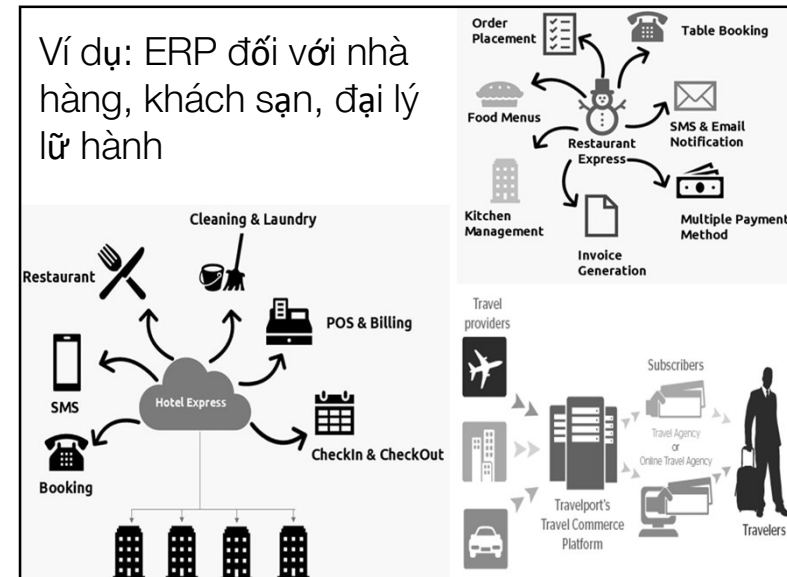 Ví dụ: ERP đối với nhà
hàng, khách sạn, đại lý
lữ hành
Order
Placement
Table Booking
Food Menus
SMS & Email
Notification
Restaurant
Express
Kitchen
Management
Multiple Payment
Method
Invoice
Generation
Cleaning & Laundry
Restaurant
POS & Billing
SMS
Hotel Express
CheckIn & CheckOut
Booking
Travel
providers
Subscribers
Travel Agency
or
Online Travel Agency
Travelport's
Travel Commerce
Platform
Travelers